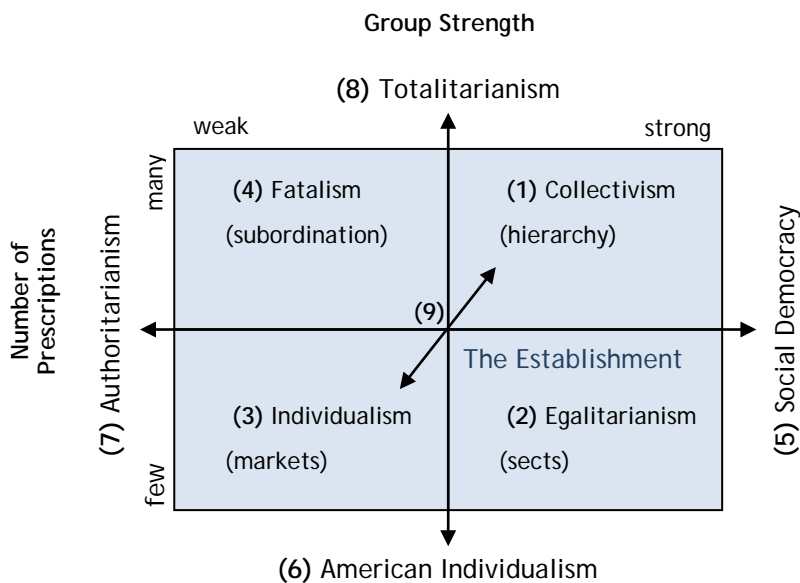 Group Strength
(8) Totalitarianism
weak
strong
many
(4) Fatalism
(subordination)
(1) Collectivism
(hierarchy)
Number of
Prescriptions
(7) Authoritarianism
(9)
(5) Social Democracy
The Establishment
(3) Individualism
(markets)
(2) Egalitarianism
(sects)
few
(6) American Individualism